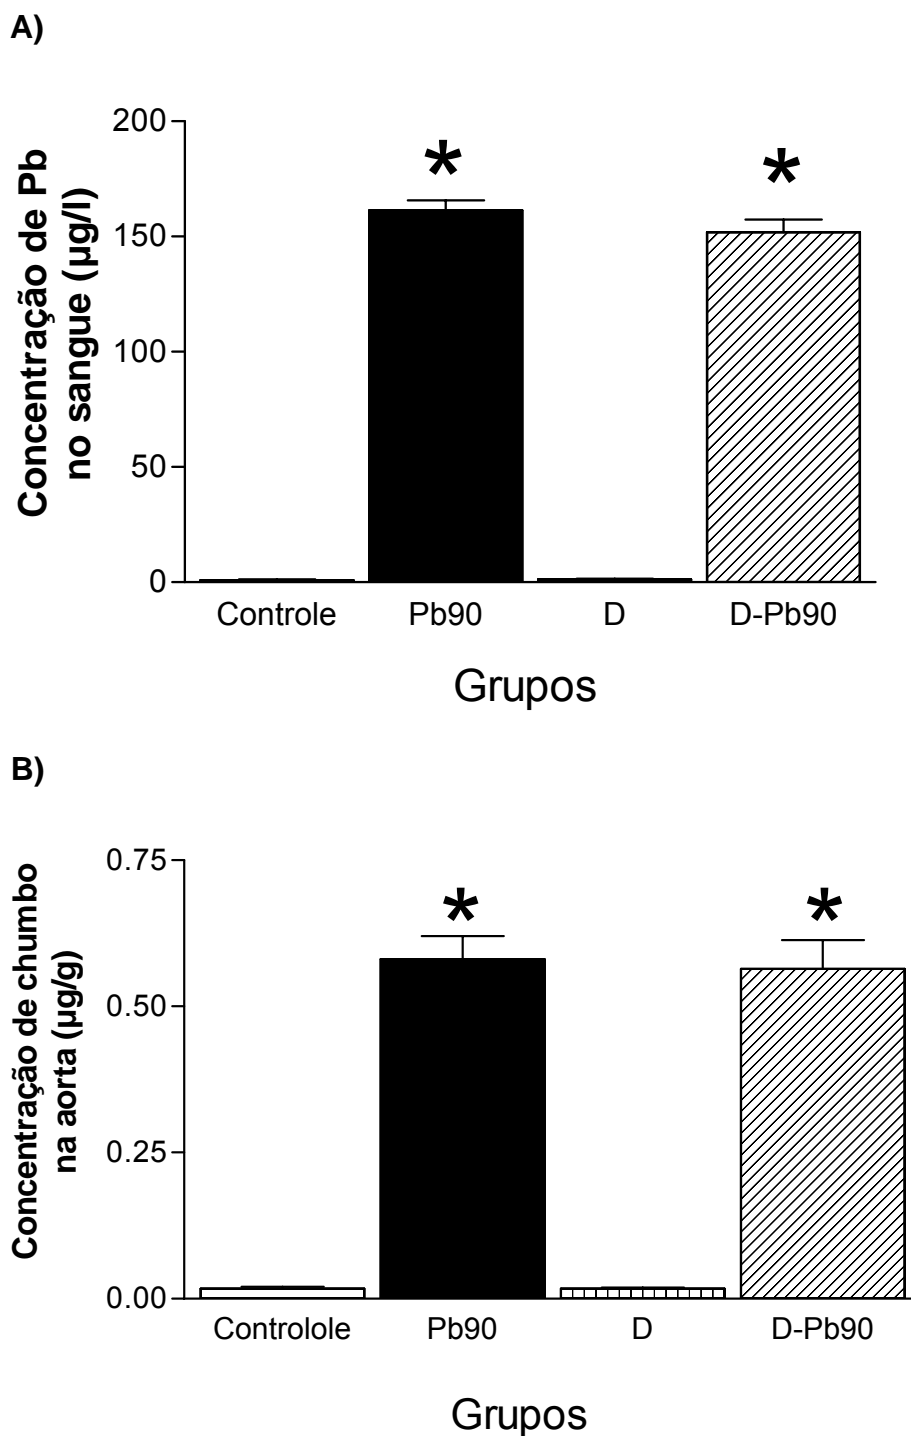 A)
Concentração de Pb
no sangue (µg/l)
200
150
100
50
0
*
*
Controle Pb90 D D-Pb90
Grupos
B)
Concentração de chumbo
na aorta (µg/g)
0.75
0.50
0.25
0.00
*
*
Controlole Pb90 D D-Pb90
Grupos